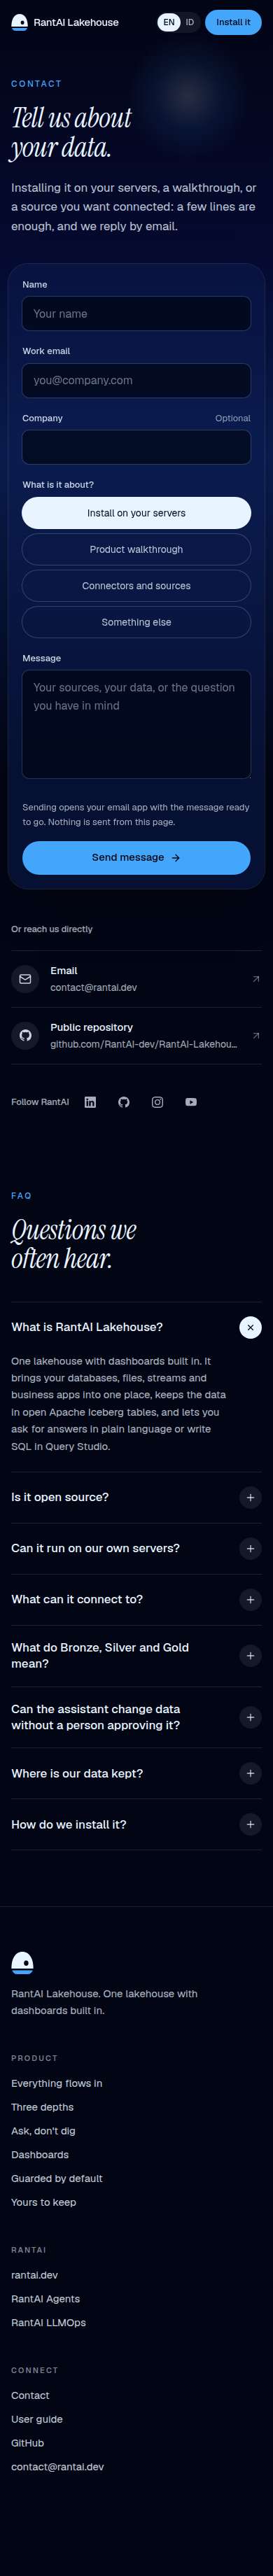 RantAI Lakehouse
EN
ID
Install it
CONTACT
Tell us about
your data.
Installing it on your servers, a walkthrough, or
a source you want connected: a few lines are
enough, and we reply by email.
Name
Your name
Work email
you@company.com
Company
Optional
What is it about?
Install on your servers
Product walkthrough
Connectors and sources
Something else
Message
Your sources, your data, or the question
you have in mind
Sending opens your email app with the message ready
to go. Nothing is sent from this page.
Send message →
Or reach us directly
Email
contact@rantai.dev
Public repository
github.com/RantAI-dev/RantAI-Lakehou...
Follow RantAI
FAQ
Questions we
often hear.
What is RantAI Lakehouse?
One lakehouse with dashboards built in. It
brings your databases, files, streams and
business apps into one place, keeps the data
in open Apache Iceberg tables, and lets you
ask for answers in plain language or write
SQL in Query Studio.
Is it open source?
Can it run on our own servers?
What can it connect to?
What do Bronze, Silver and Gold
mean?
Can the assistant change data
without a person approving it?
Where is our data kept?
How do we install it?
RantAI Lakehouse. One lakehouse with
dashboards built in.
PRODUCT
Everything flows in
Three depths
Ask, don't dig
Dashboards
Guarded by default
Yours to keep
RANTAI
rantai.dev
RantAI Agents
RantAI LLMOps
CONNECT
Contact
User guide
GitHub
contact@rantai.dev